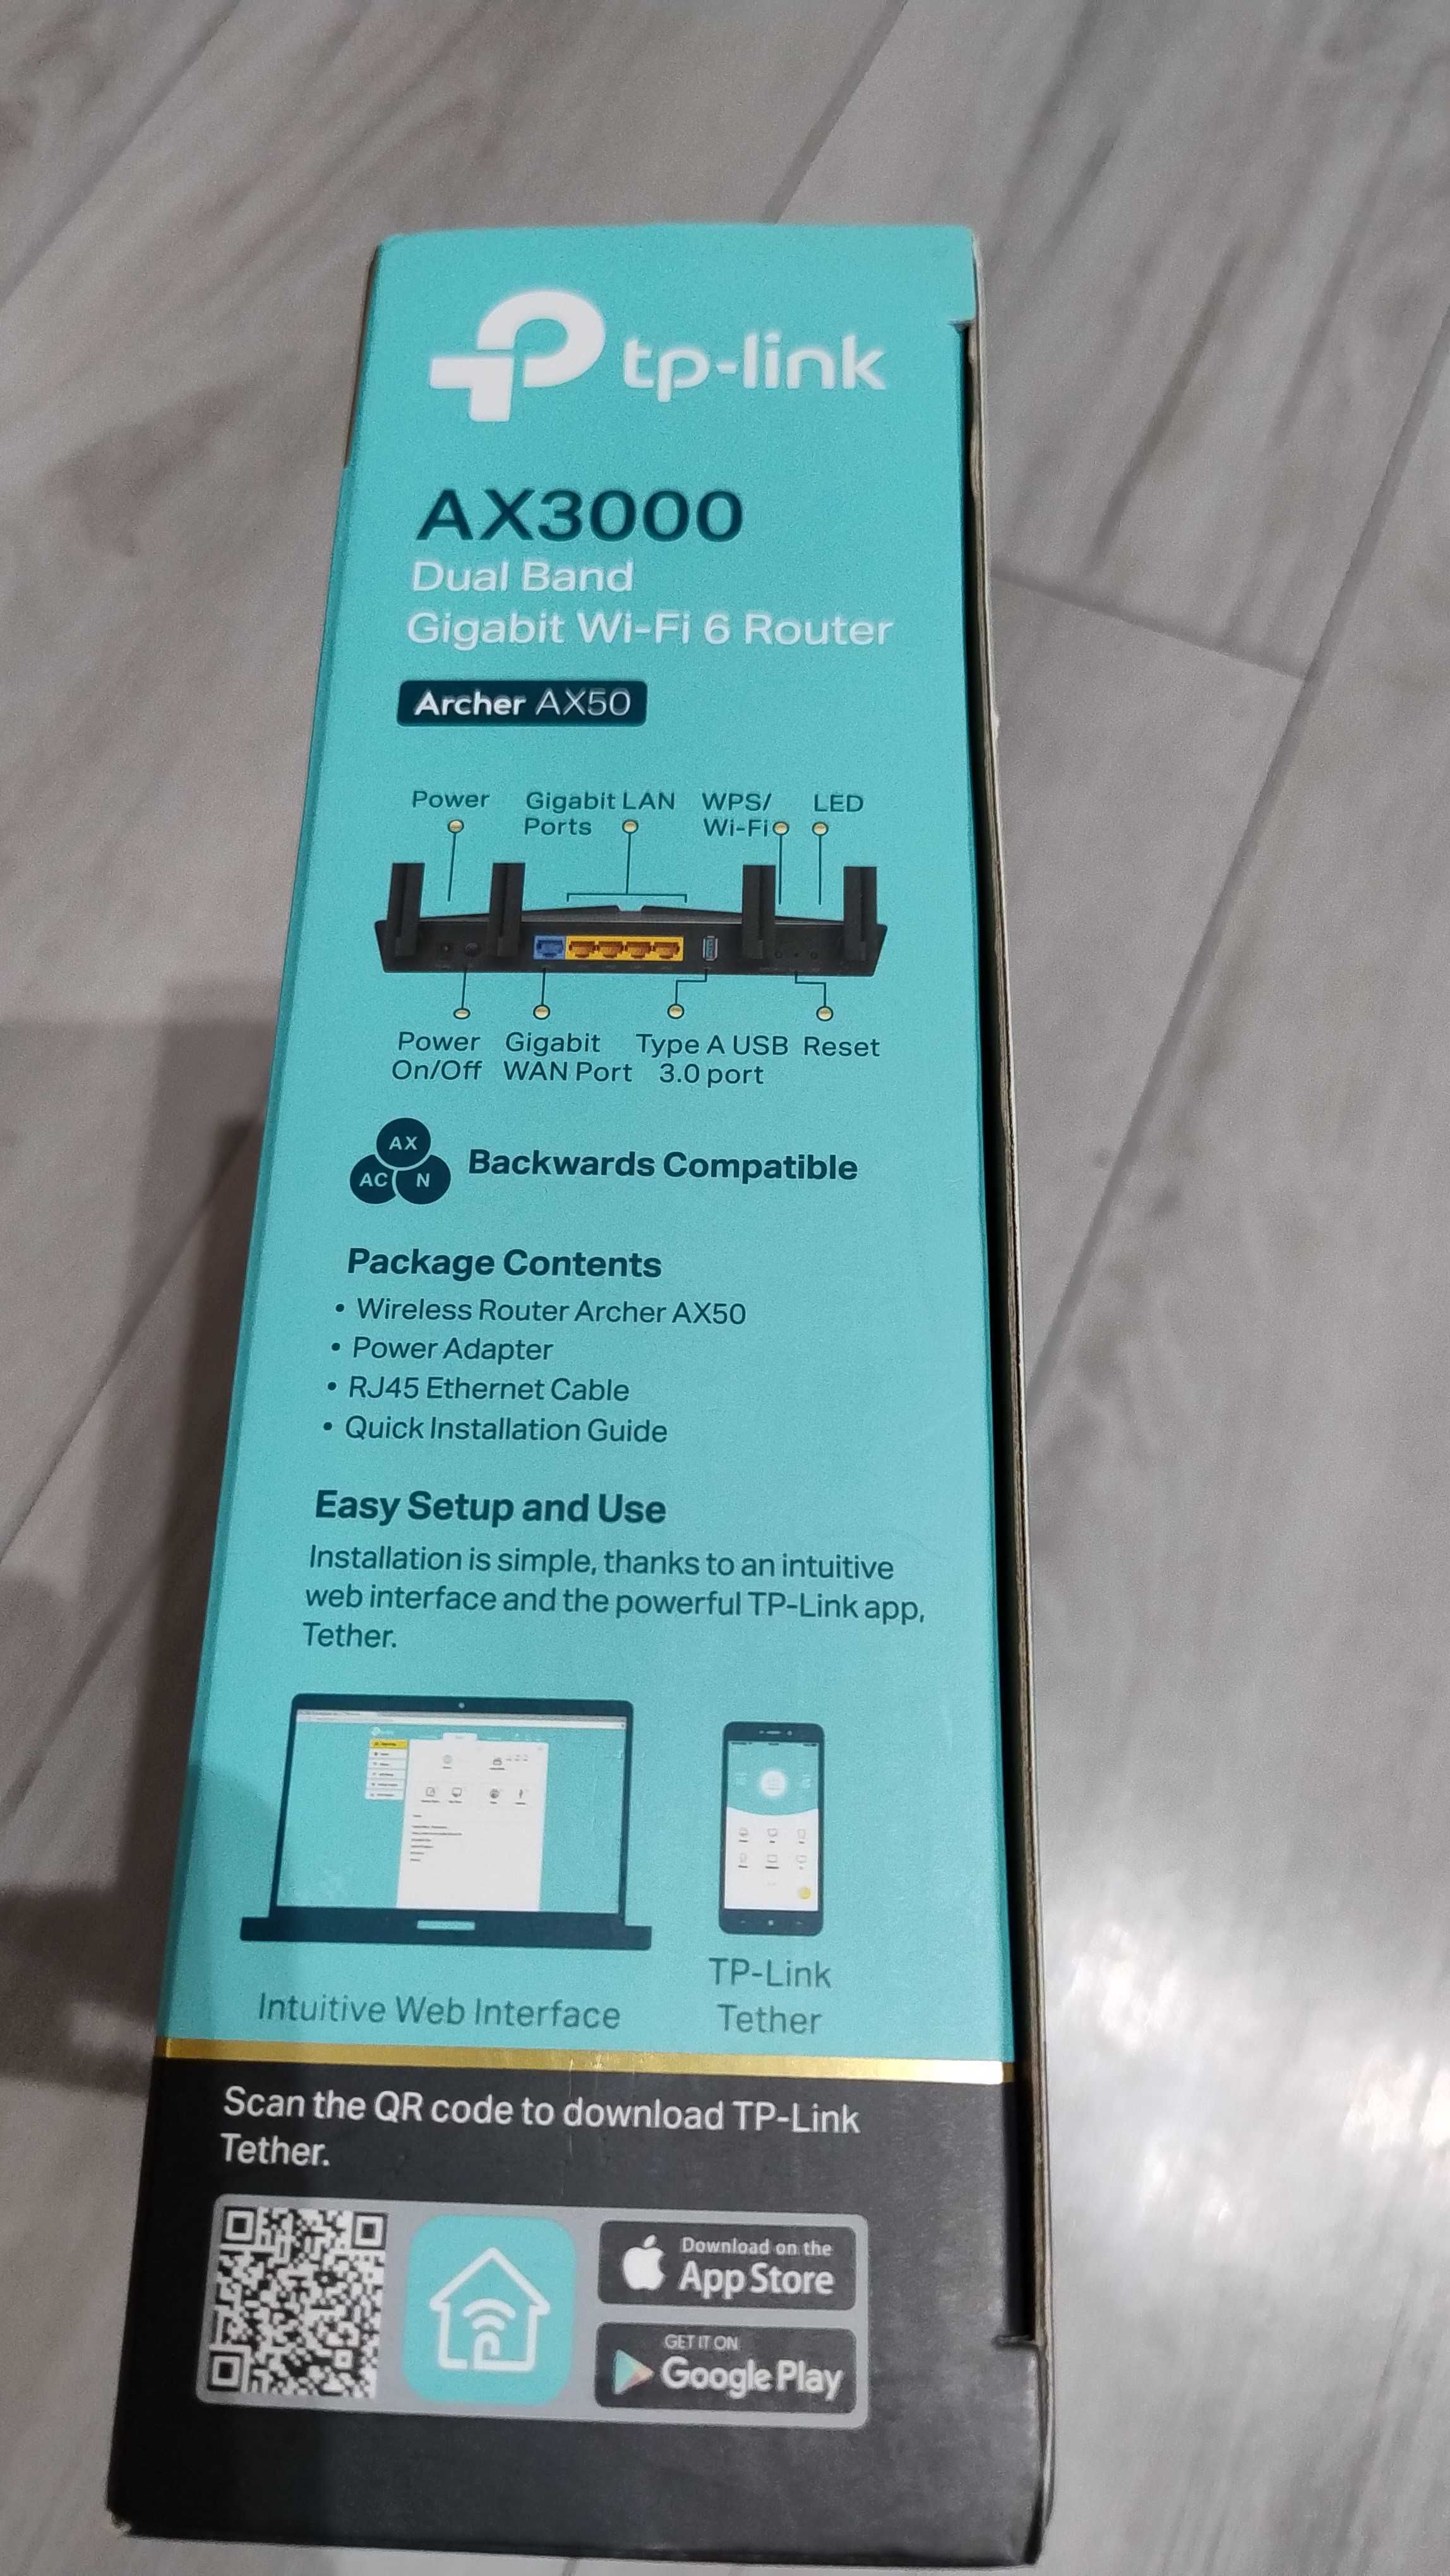 tp-link
AX3000
Dual Band
Gigabit Wi-Fi 6 Router
Archer AX50
Power
Gigabit LAN
Ports
WPS/
Wi-Fi
LED
Power
On/Off
Gigabit
WAN Port
Type A USB
3.0 port
Reset
AX
AC
N
Backwards Compatible
Package Contents
• Wireless Router Archer AX50
• Power Adapter
• RJ45 Ethernet Cable
• Quick Installation Guide
Easy Setup and Use
Installation is simple, thanks to an intuitive
web interface and the powerful TP-Link app,
Tether.
Intuitive Web Interface
TP-Link
Tether
Scan the QR code to download TP-Link
Tether.
Download on the
App Store
GET IT ON
Google Play